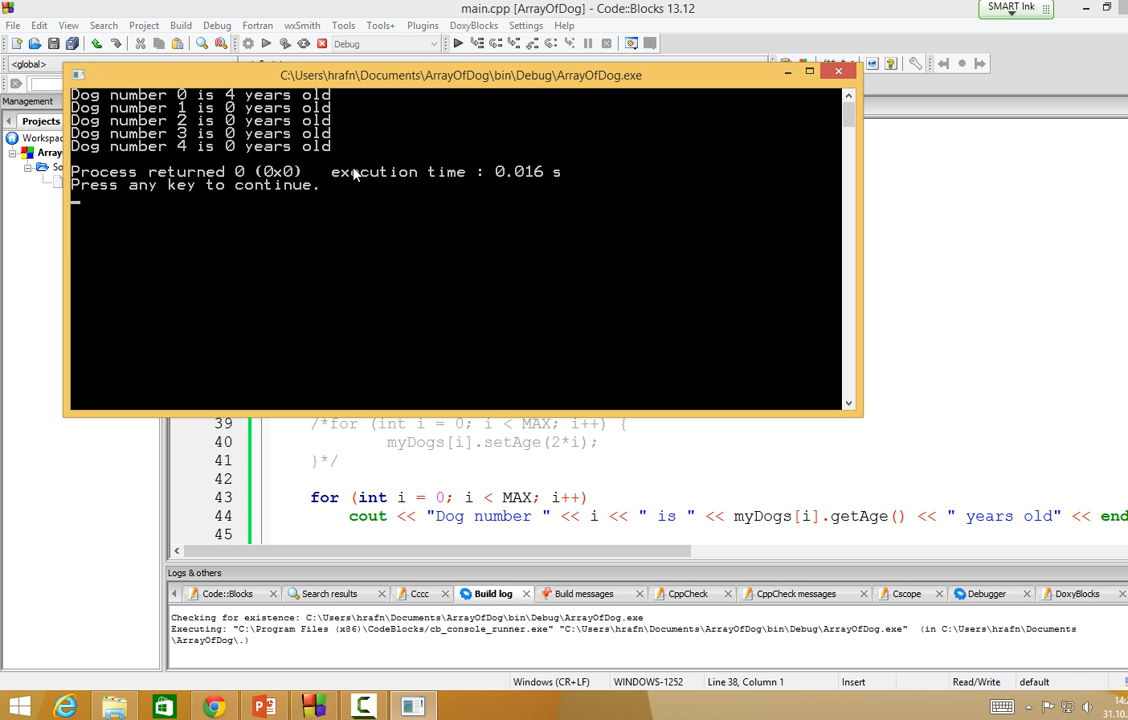 main.cpp [ArrayOfDog] - Code::Blocks 13.12
SMART Ink
File Edit View Search Project Build Debug Fortran wxSmith Tools Tools+ Plugins DoxyBlocks Settings Help
Debug
<global>
C:\Users\hrafn\Documents\ArrayOfDog\bin\Debug\ArrayOfDog.exe
Management
Projects
Workspac
Array
So
Dog number 0 is 4 years old
Dog number 1 is 0 years old
Dog number 2 is 0 years old
Dog number 3 is 0 years old
Dog number 4 is 0 years old
Process returned 0 (0x0) execution time : 0.016 s
Press any key to continue.
39 /*for (int i = 0; i < MAX; i++) {
40 myDogs[i].setAge(2*i);
41 }*/
42
43 for (int i = 0; i < MAX; i++)
44 cout << "Dog number " << i << " is " << myDogs[i].getAge() << " years old" << end
45
Logs & others
Code::Blocks Search results Cccc Build log Build messages CppCheck CppCheck messages Cscope Debugger DoxyBlocks
Checking for existence: C:\Users\hrafn\Documents\ArrayOfDog\bin\Debug\ArrayOfDog.exe
Executing: "C:\Program Files (x86)\CodeBlocks/cb_console_runner.exe" "C:\Users\hrafn\Documents\ArrayOfDog\bin\Debug\ArrayOfDog.exe" (in C:\Users\hrafn\Documents
\ArrayOfDog\.)
Windows (CR+LF) WINDOWS-1252 Line 38, Column 1 Insert Read/Write default
14:
31.10.